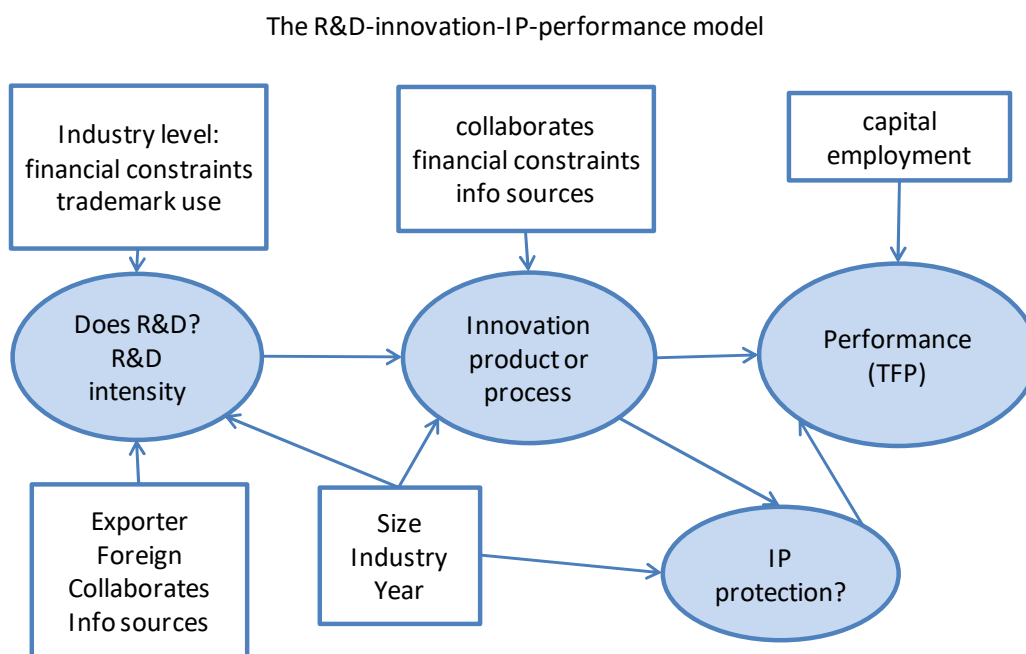 The R&D-innovation-IP-performance model
Industry level:
financial constraints
trademark use
collaborates
financial constraints
info sources
capital
employment
Does R&D?
R&D
intensity
Innovation
product or
process
Performance
(TFP)
Exporter
Foreign
Collaborates
Info sources
Size
Industry
Year
IP
protection?